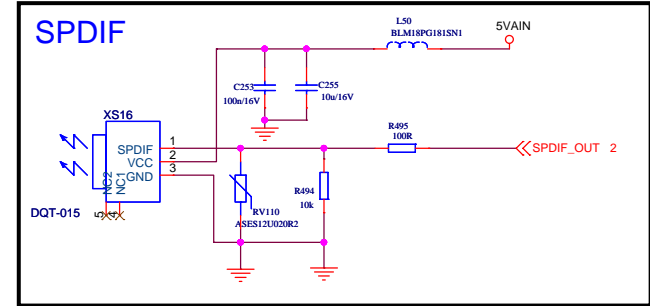 SPDIF
L50
BLM18PG181SN1
5VAIN
C253
100n/16V
C255
10u/16V
XS16
R495
100R
SPDIF 1
VCC 2
GND 3
SPDIF_OUT 2
NC2
NC1
5
4
DQT-015
RV110
ASES12U020R2
R494
10k